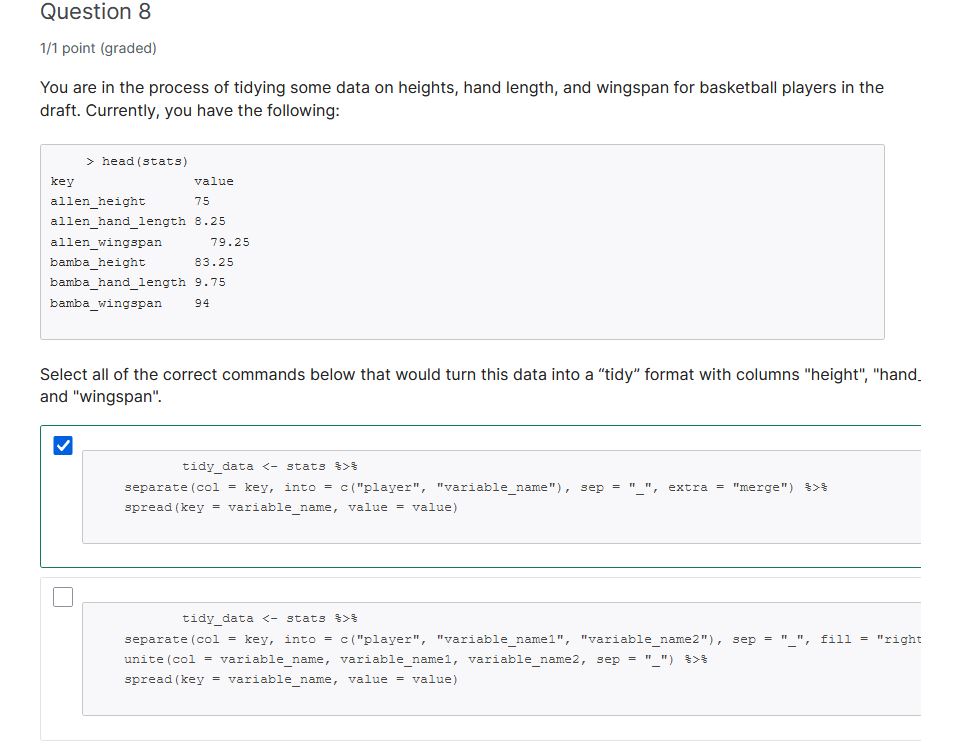 Question 8
1/1 point (graded)
You are in the process of tidying some data on heights, hand length, and wingspan for basketball players in the
draft. Currently, you have the following:
> head(stats)
key value
allen_height 75
allen_hand_length 8.25
allen_wingspan 79.25
bamba_height 83.25
bamba_hand_length 9.75
bamba_wingspan 94
Select all of the correct commands below that would turn this data into a “tidy” format with columns "height", "hand_
and "wingspan".
tidy_data <- stats %>%
separate(col = key, into = c("player", "variable_name"), sep = "_", extra = "merge") %>%
spread(key = variable_name, value = value)
tidy_data <- stats %>%
separate(col = key, into = c("player", "variable_name1", "variable_name2"), sep = "_", fill = "right
unite(col = variable_name, variable_name1, variable_name2, sep = "_") %>%
spread(key = variable_name, value = value)